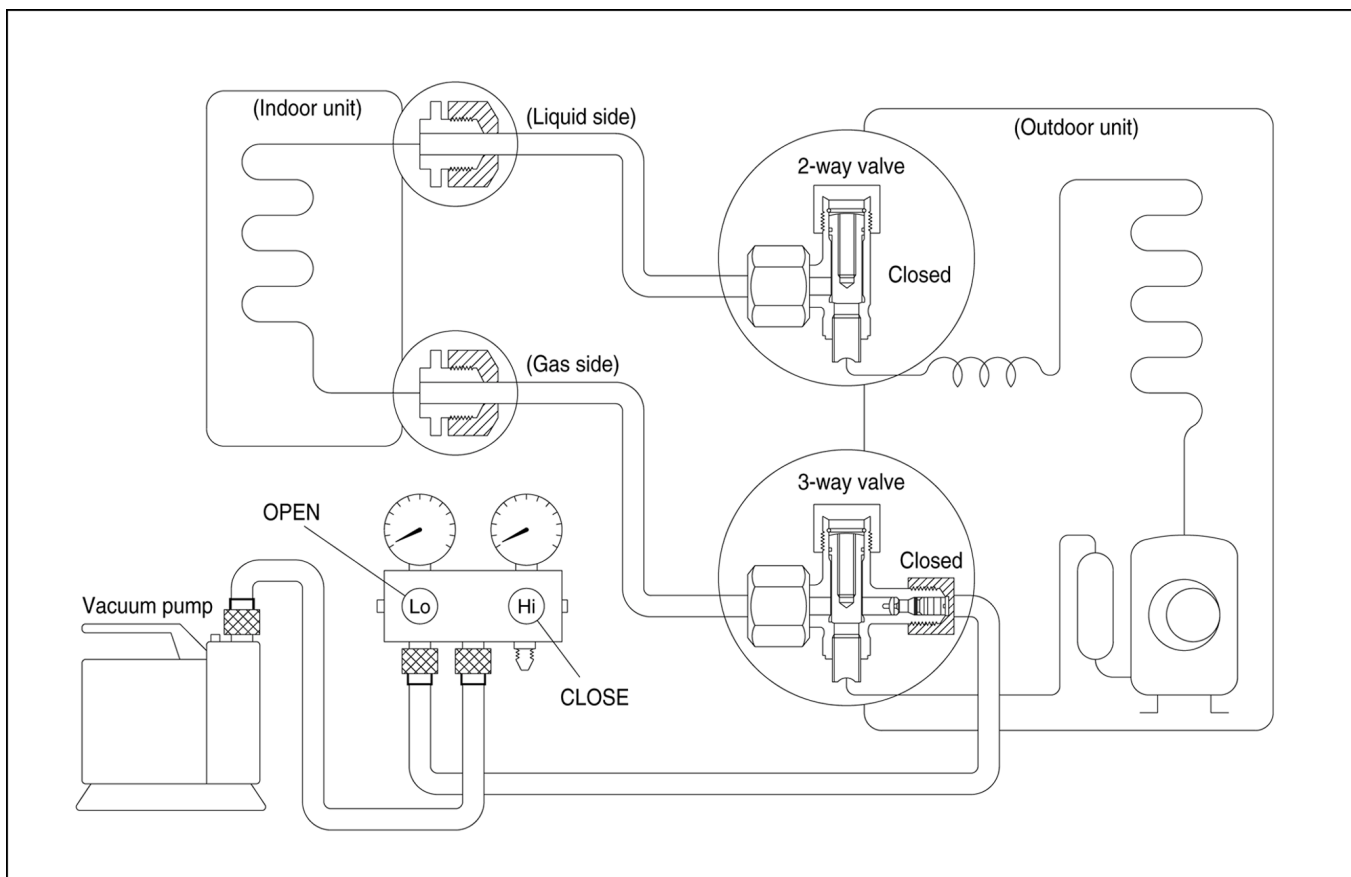 (Indoor unit)
(Liquid side)
(Outdoor unit)
2-way valve
Closed
(Gas side)
3-way valve
Closed
OPEN
Vacuum pump
Lo
Hi
CLOSE